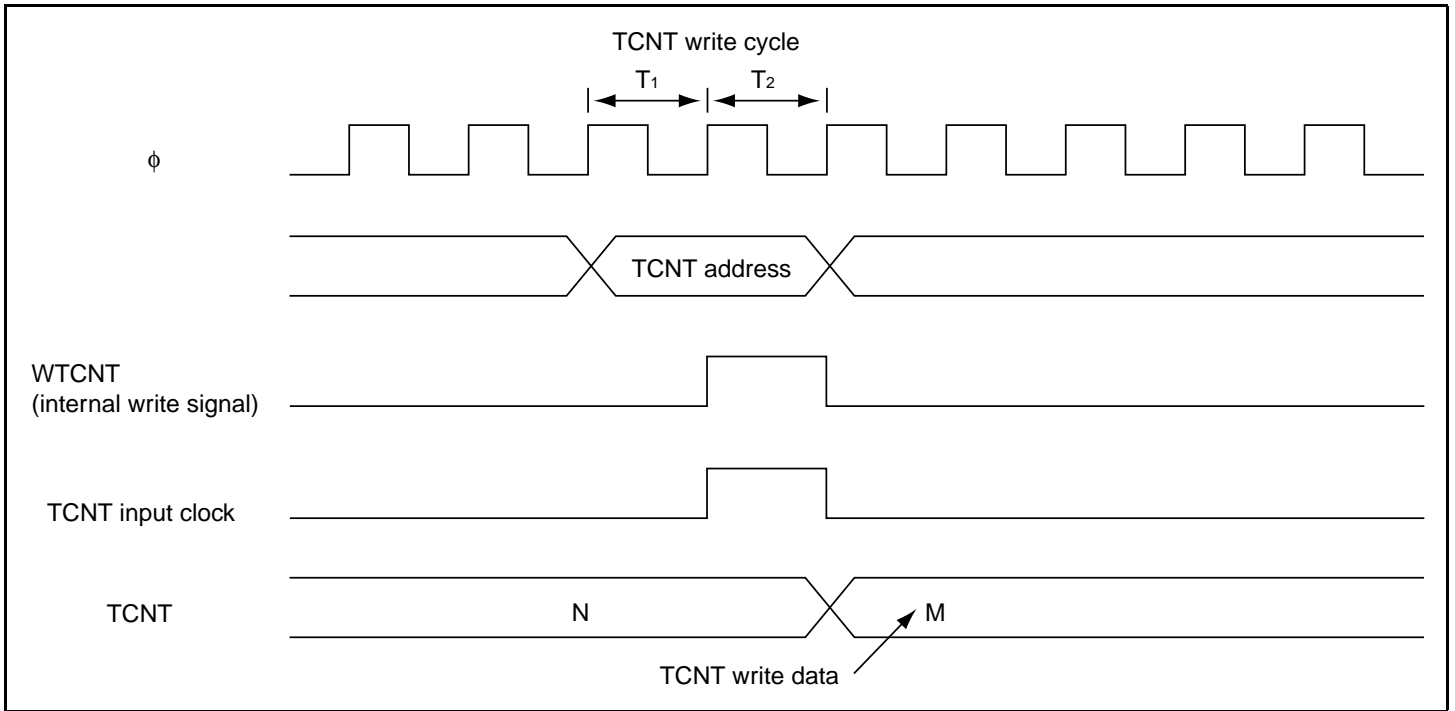 TCNT write cycle
T1 T2
ϕ
TCNT address
WTCNT
(internal write signal)
TCNT input clock
TCNT N M
TCNT write data